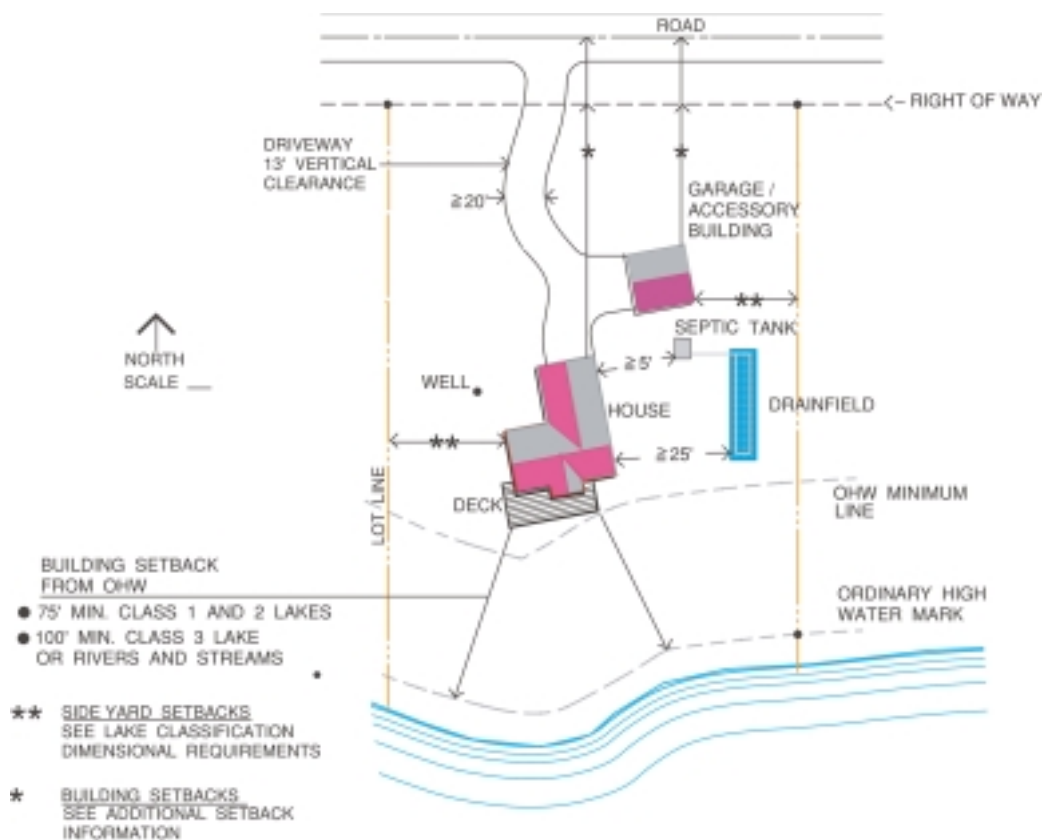 ROAD
RIGHT OF WAY
DRIVEWAY
13' VERTICAL
CLEARANCE
≧20'
*
*
GARAGE /
ACCESSORY
BUILDING
**
SEPTIC TANK
NORTH
SCALE __
WELL
≧5'
HOUSE
DRAINFIELD
**
≧25'
LOT LINE
DECK
OHW MINIMUM
LINE
BUILDING SETBACK
FROM OHW
● 75' MIN. CLASS 1 AND 2 LAKES
● 100' MIN. CLASS 3 LAKE
OR RIVERS AND STREAMS
ORDINARY HIGH
WATER MARK
** SIDE YARD SETBACKS
SEE LAKE CLASSIFICATION
DIMENSIONAL REQUIREMENTS
* BUILDING SETBACKS
SEE ADDITIONAL SETBACK
INFORMATION